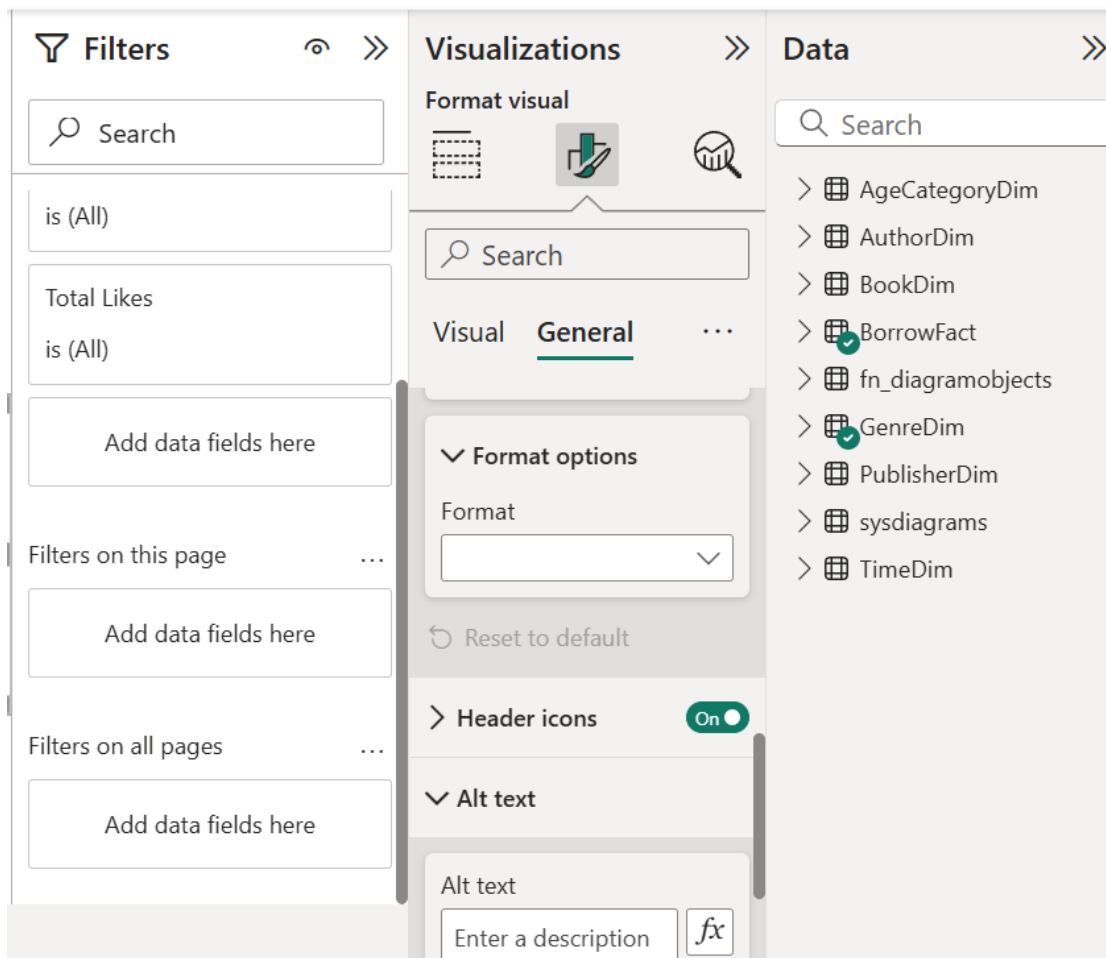 Filters
Search
is (All)
Total Likes
is (All)
Add data fields here
Filters on this page
...
Add data fields here
Filters on all pages
...
Add data fields here
Visualizations
Format visual
Search
Visual General ...
Format options
Format
Reset to default
Header icons On
Alt text
Alt text
Enter a description fx
Data
Search
AgeCategoryDim
AuthorDim
BookDim
BorrowFact
fn_diagramobjects
GenreDim
PublisherDim
sysdiagrams
TimeDim